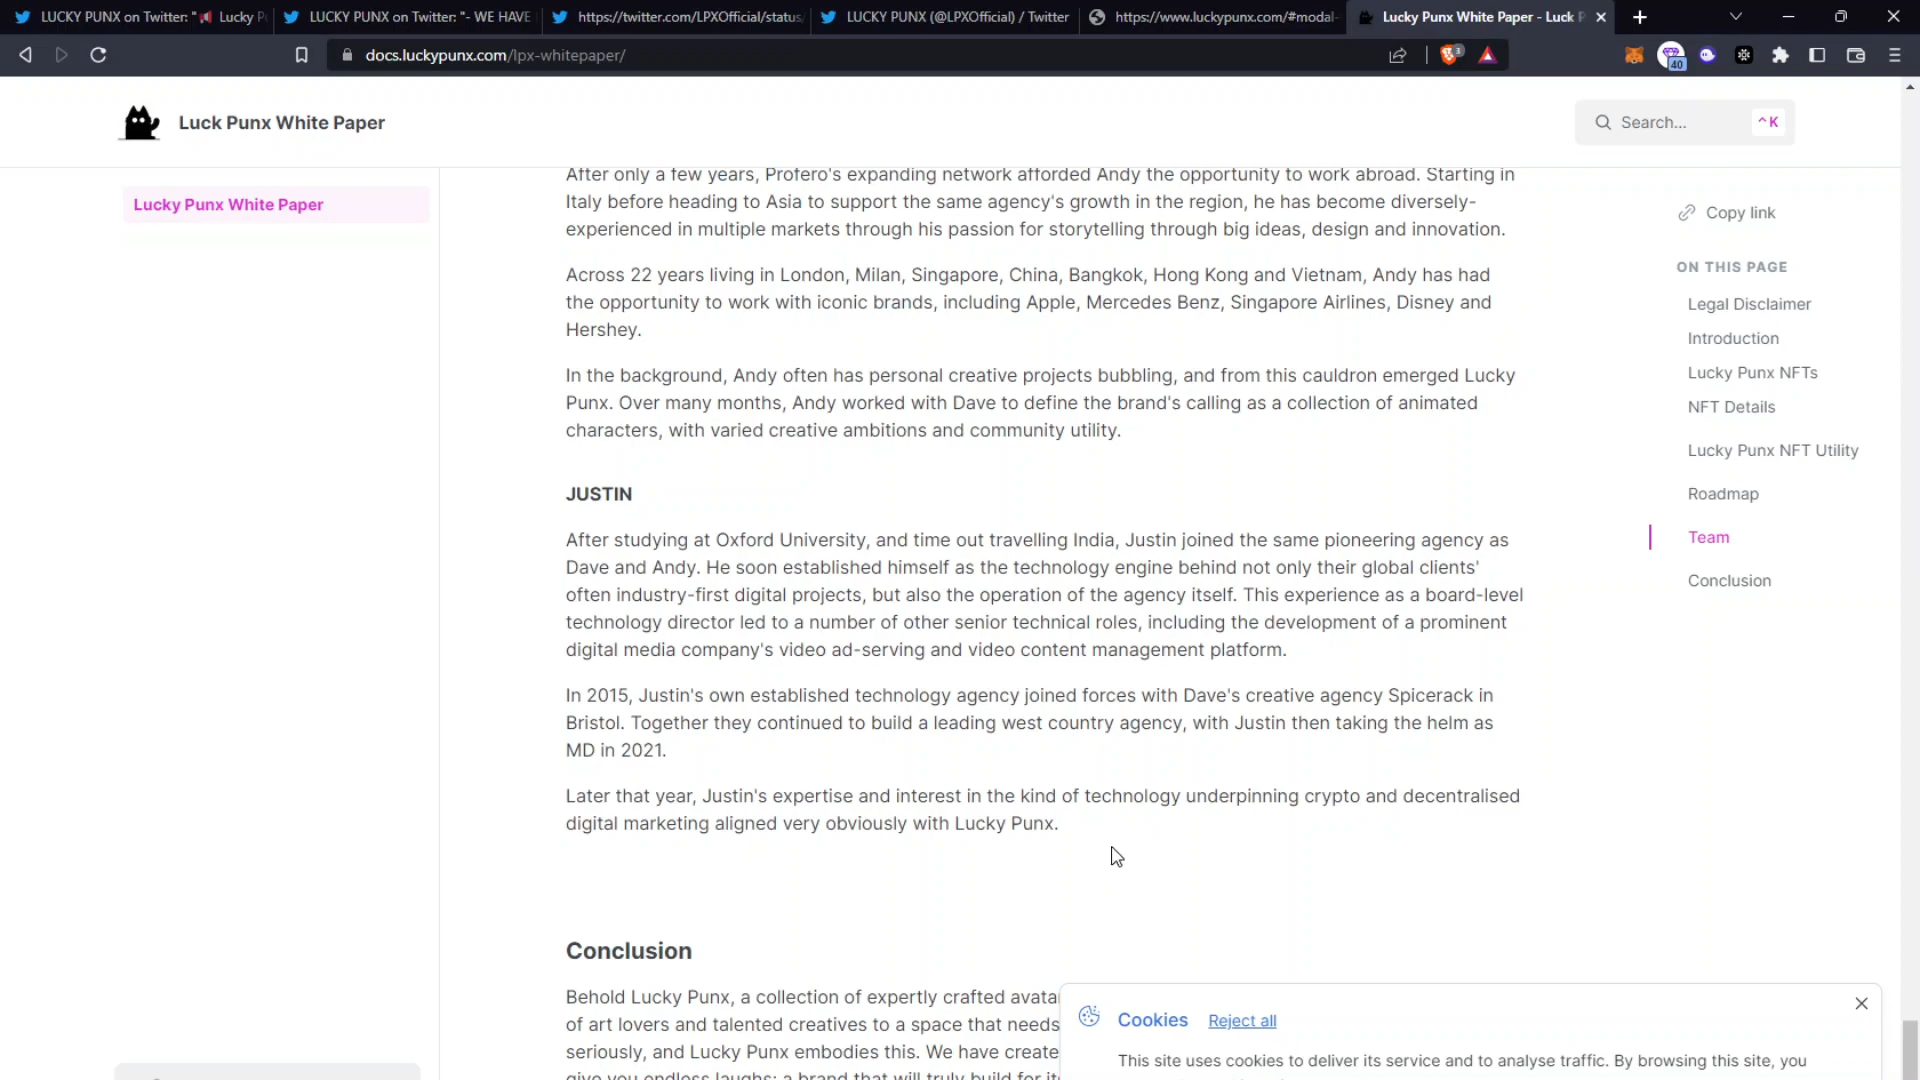 LUCKY PUNX on Twitter: "📢 Lucky P
LUCKY PUNX on Twitter: "- WE HAVE
https://twitter.com/LPXOfficial/status/
LUCKY PUNX (@LPXOfficial) / Twitter
https://www.luckypunx.com/#modal-
Lucky Punx White Paper - Luck P
docs.luckypunx.com/lpx-whitepaper/
3
40
Luck Punx White Paper
Search...
^K
Lucky Punx White Paper
After only a few years, Profero's expanding network afforded Andy the opportunity to work abroad. Starting in
Italy before heading to Asia to support the same agency's growth in the region, he has become diversely-
experienced in multiple markets through his passion for storytelling through big ideas, design and innovation.
Across 22 years living in London, Milan, Singapore, China, Bangkok, Hong Kong and Vietnam, Andy has had
the opportunity to work with iconic brands, including Apple, Mercedes Benz, Singapore Airlines, Disney and
Hershey.
In the background, Andy often has personal creative projects bubbling, and from this cauldron emerged Lucky
Punx. Over many months, Andy worked with Dave to define the brand's calling as a collection of animated
characters, with varied creative ambitions and community utility.
JUSTIN
After studying at Oxford University, and time out travelling India, Justin joined the same pioneering agency as
Dave and Andy. He soon established himself as the technology engine behind not only their global clients'
often industry-first digital projects, but also the operation of the agency itself. This experience as a board-level
technology director led to a number of other senior technical roles, including the development of a prominent
digital media company's video ad-serving and video content management platform.
In 2015, Justin's own established technology agency joined forces with Dave's creative agency Spicerack in
Bristol. Together they continued to build a leading west country agency, with Justin then taking the helm as
MD in 2021.
Later that year, Justin's expertise and interest in the kind of technology underpinning crypto and decentralised
digital marketing aligned very obviously with Lucky Punx.
Conclusion
Behold Lucky Punx, a collection of expertly crafted avata
of art lovers and talented creatives to a space that needs
seriously, and Lucky Punx embodies this. We have create
give you endless laughs; a brand that will truly build for it
Copy link
ON THIS PAGE
Legal Disclaimer
Introduction
Lucky Punx NFTs
NFT Details
Lucky Punx NFT Utility
Roadmap
Team
Conclusion
Cookies
Reject all
This site uses cookies to deliver its service and to analyse traffic. By browsing this site, you